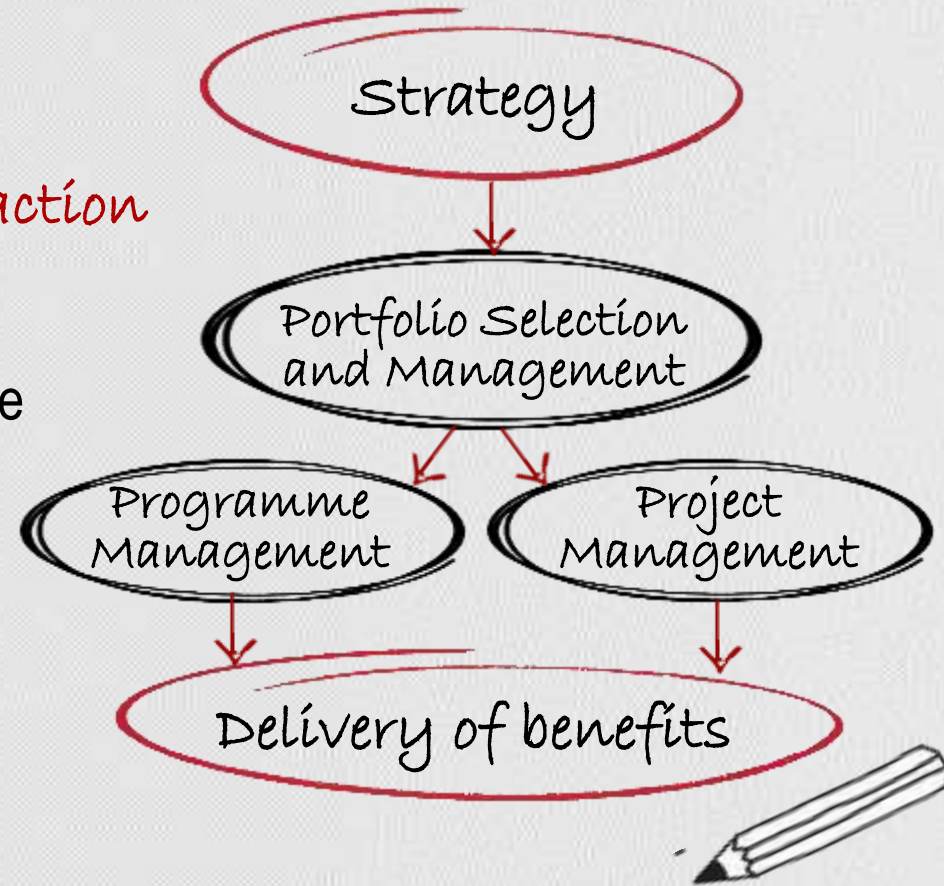 Strategy
action
Portfolio Selection
and Management
e
Programme
Management
Project
Management
Delivery of benefits